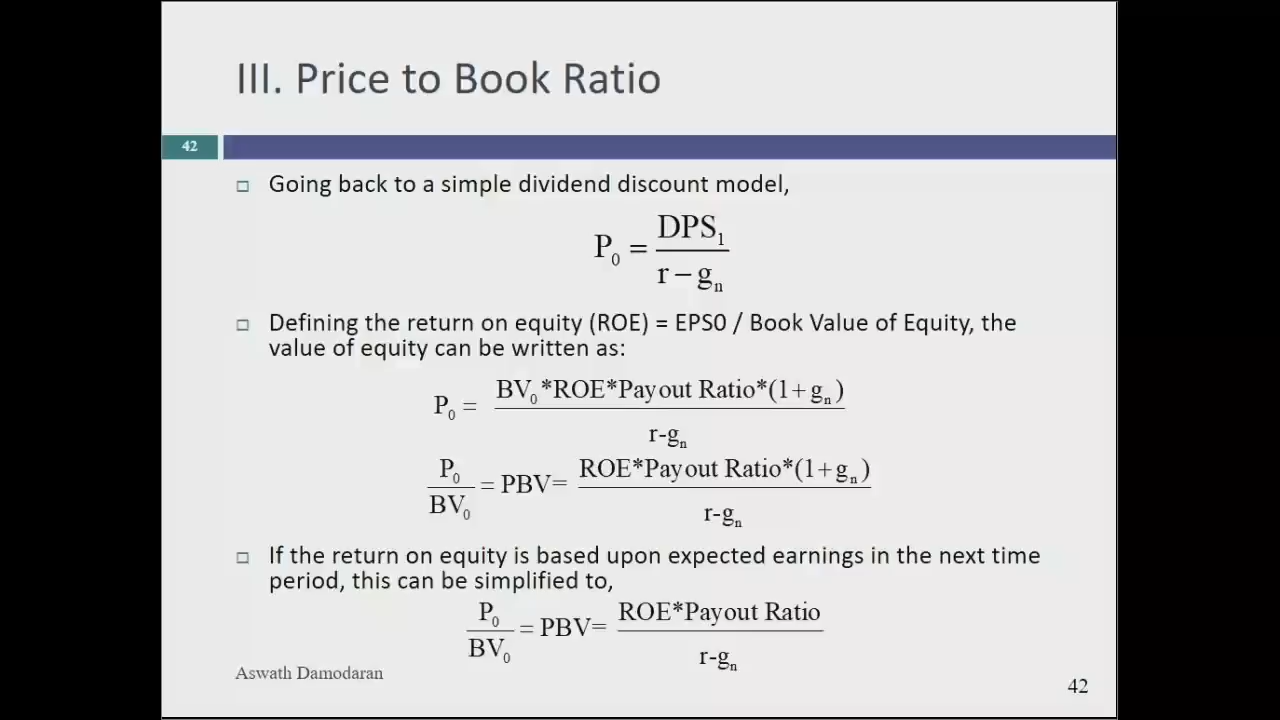 III. Price to Book Ratio
42
Going back to a simple dividend discount model,
P₀ = DPS₁
r − gₙ
Defining the return on equity (ROE) = EPS0 / Book Value of Equity, the
value of equity can be written as:
P₀ = BV₀*ROE*Payout Ratio*(1+gₙ)
r-gₙ
P₀
BV₀
= PBV= ROE*Payout Ratio*(1+gₙ)
r-gₙ
If the return on equity is based upon expected earnings in the next time
period, this can be simplified to,
P₀
BV₀
= PBV= ROE*Payout Ratio
r-gₙ
Aswath Damodaran
42